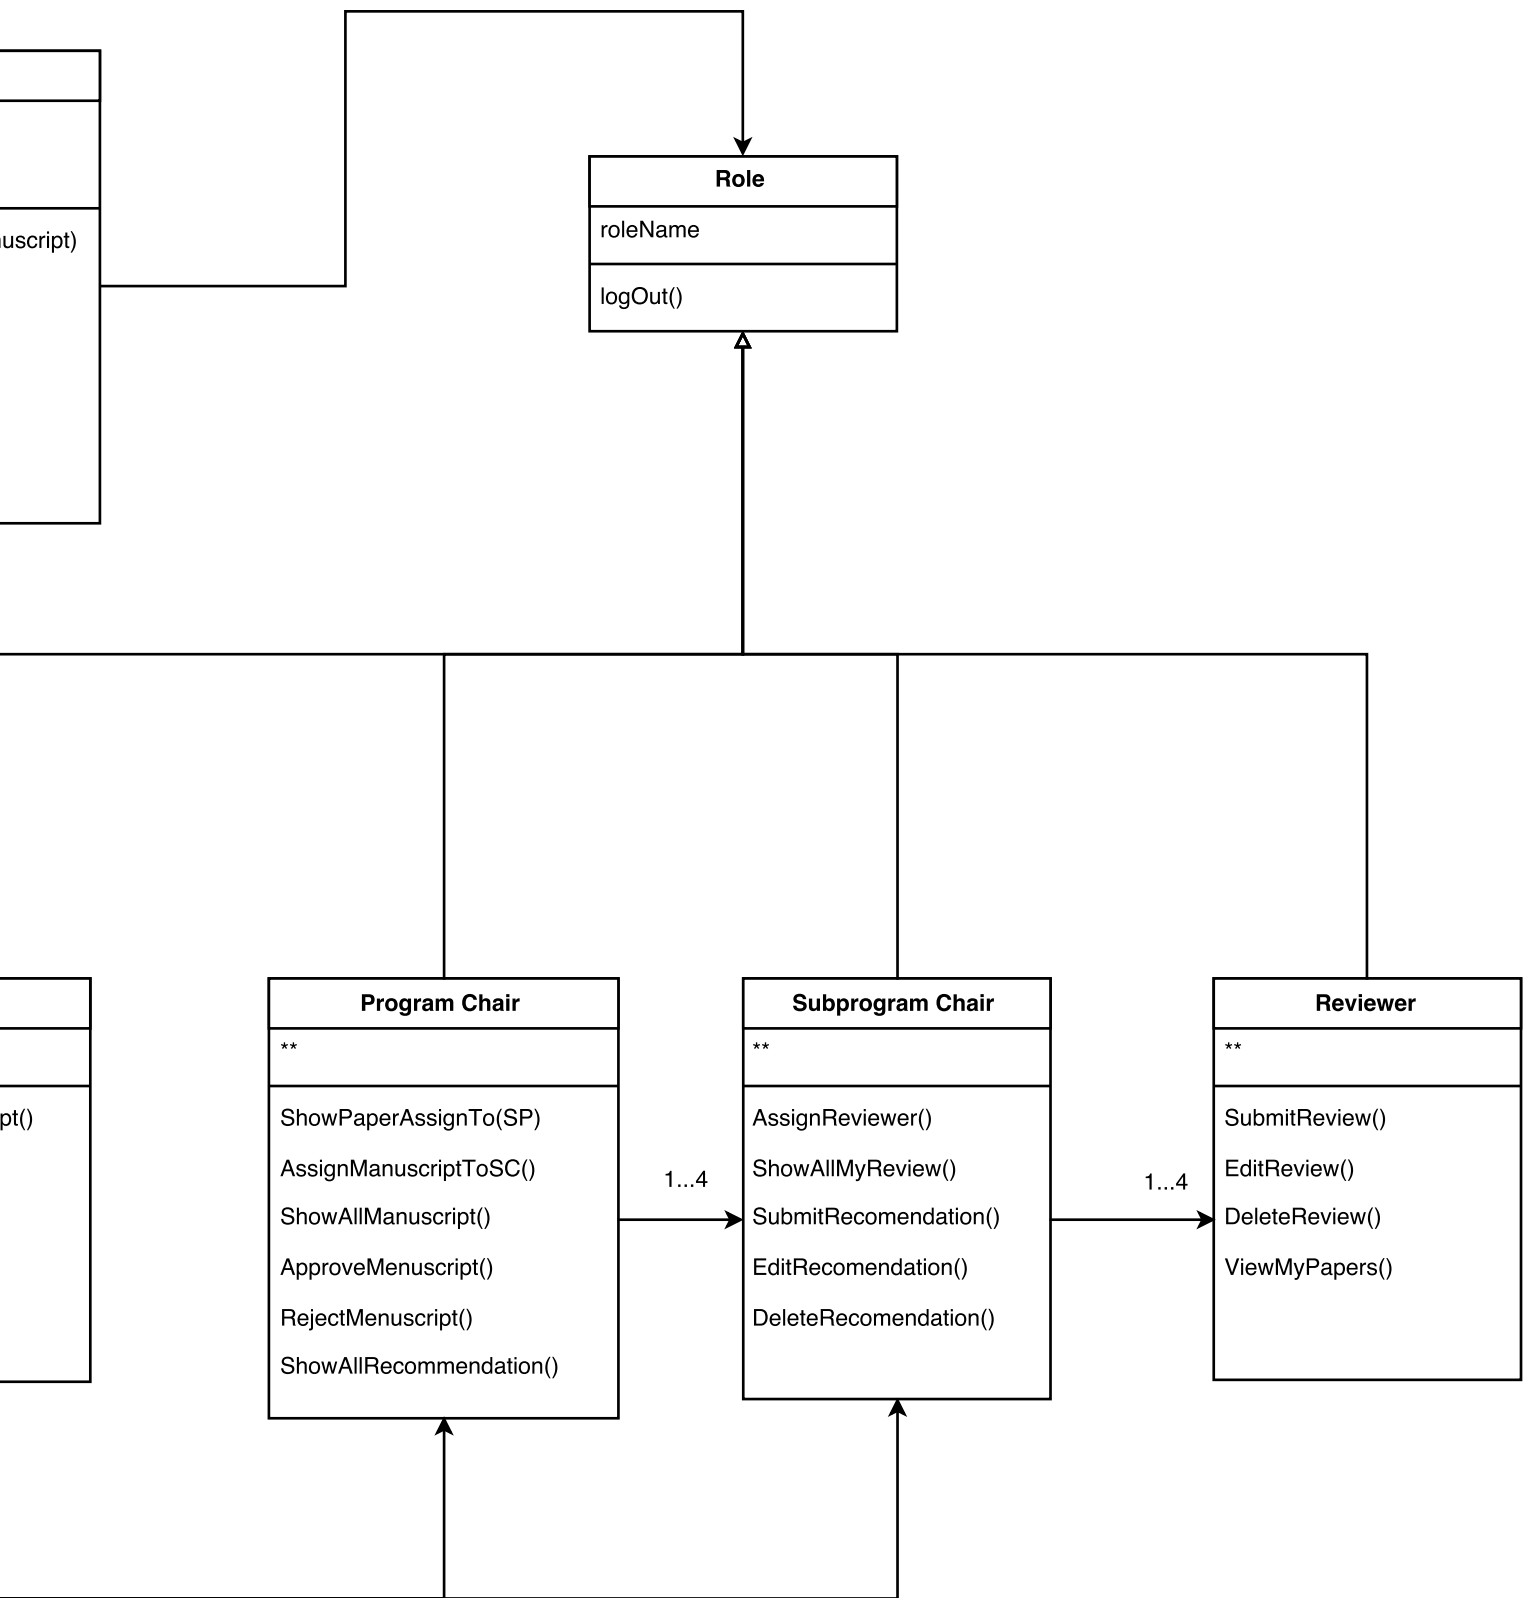 Role
roleName
uscript)
logOut()
Program Chair
Subprogram Chair
Reviewer
**
**
**
pt()
ShowPaperAssignTo(SP)
AssignManuscriptToSC()
ShowAllManuscript()
ApproveMenuscript()
RejectMenuscript()
ShowAllRecommendation()
1...4
AssignReviewer()
ShowAllMyReview()
SubmitRecomendation()
EditRecomendation()
DeleteRecomendation()
1...4
SubmitReview()
EditReview()
DeleteReview()
ViewMyPapers()